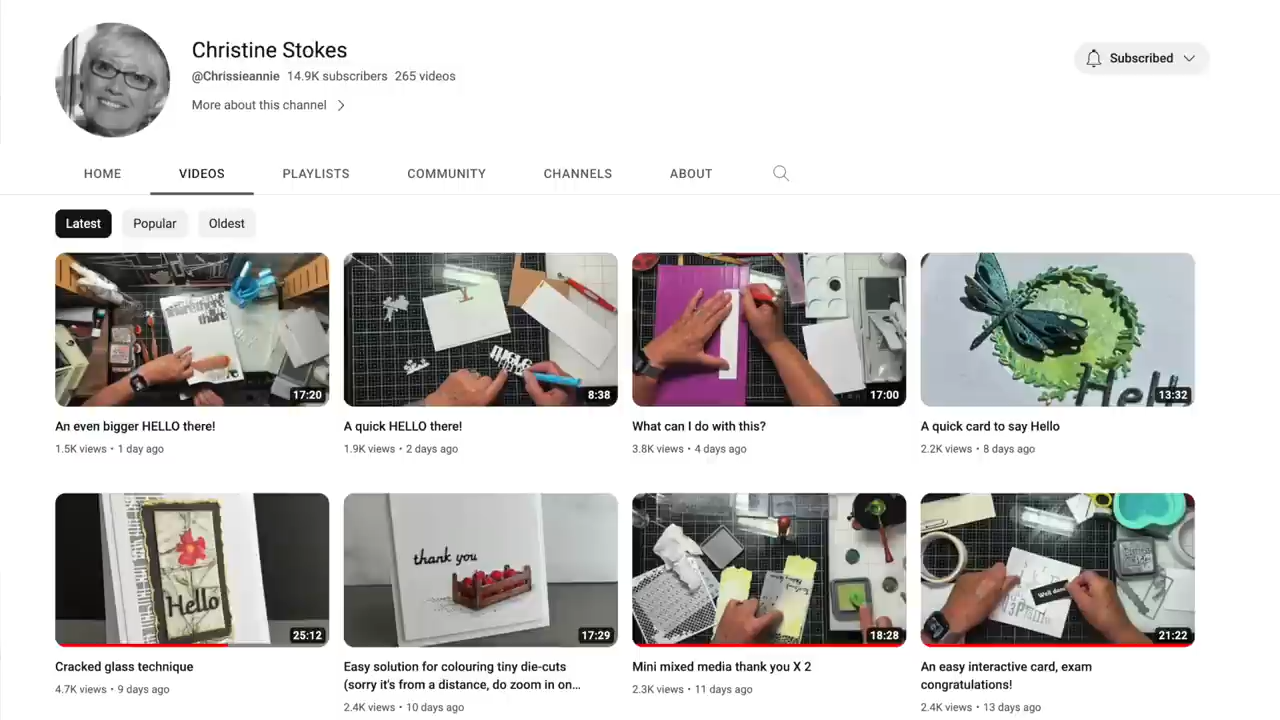 Christine Stokes
@Chrissieannie 14.9K subscribers 265 videos
More about this channel
Subscribed
HOME VIDEOS PLAYLISTS COMMUNITY CHANNELS ABOUT
Latest Popular Oldest
there
17:20
8:38
17:00
Hello
13:32
An even bigger HELLO there!
A quick HELLO there!
What can I do with this?
A quick card to say Hello
1.5K views • 1 day ago
1.9K views • 2 days ago
3.8K views • 4 days ago
2.2K views • 8 days ago
Hello
25:12
thank you
17:29
18:28
Well done
21:22
Cracked glass technique
Easy solution for colouring tiny die-cuts
(sorry it's from a distance, do zoom in on...
Mini mixed media thank you X 2
An easy interactive card, exam
congratulations!
4.7K views • 9 days ago
2.4K views • 10 days ago
2.3K views • 11 days ago
2.4K views • 13 days ago